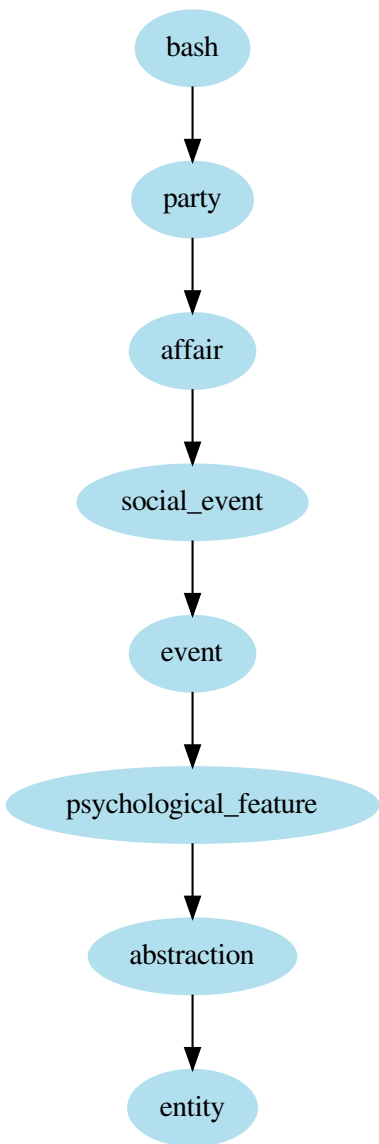 bash
party
affair
social_event
event
psychological_feature
abstraction
entity